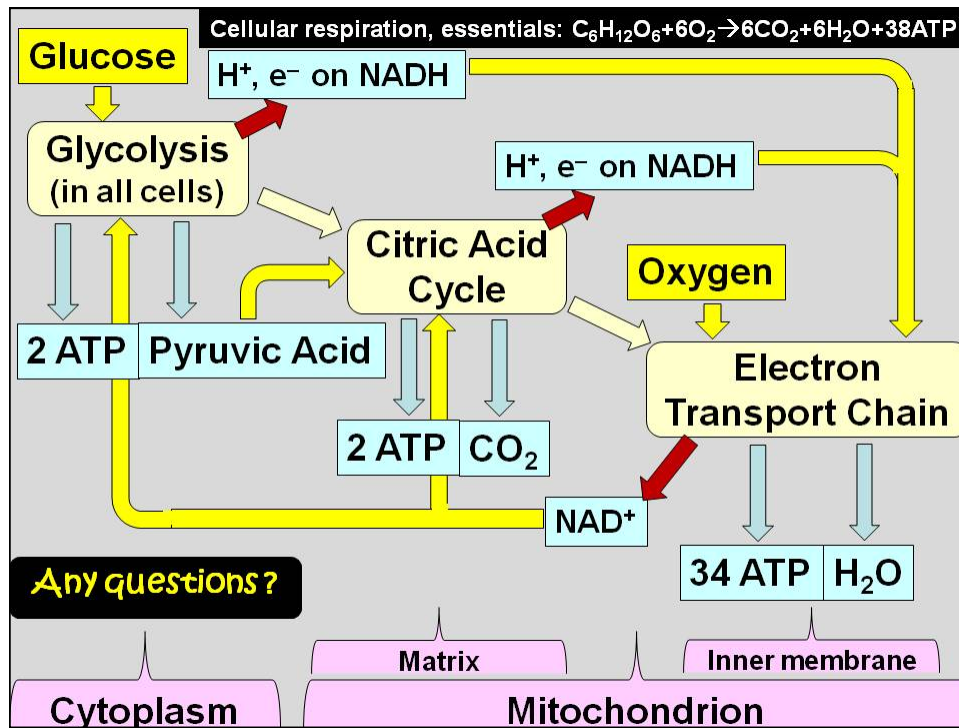 Cellular respiration, essentials: C₆H₁₂O₆+6O₂→6CO₂+6H₂O+38ATP
Glucose
H⁺, e⁻ on NADH
Glycolysis
(in all cells)
H⁺, e⁻ on NADH
Citric Acid
Cycle
Oxygen
2 ATP
Pyruvic Acid
Electron
Transport Chain
2 ATP
CO₂
NAD⁺
34 ATP
H₂O
Any questions?
Matrix
Inner membrane
Cytoplasm
Mitochondrion